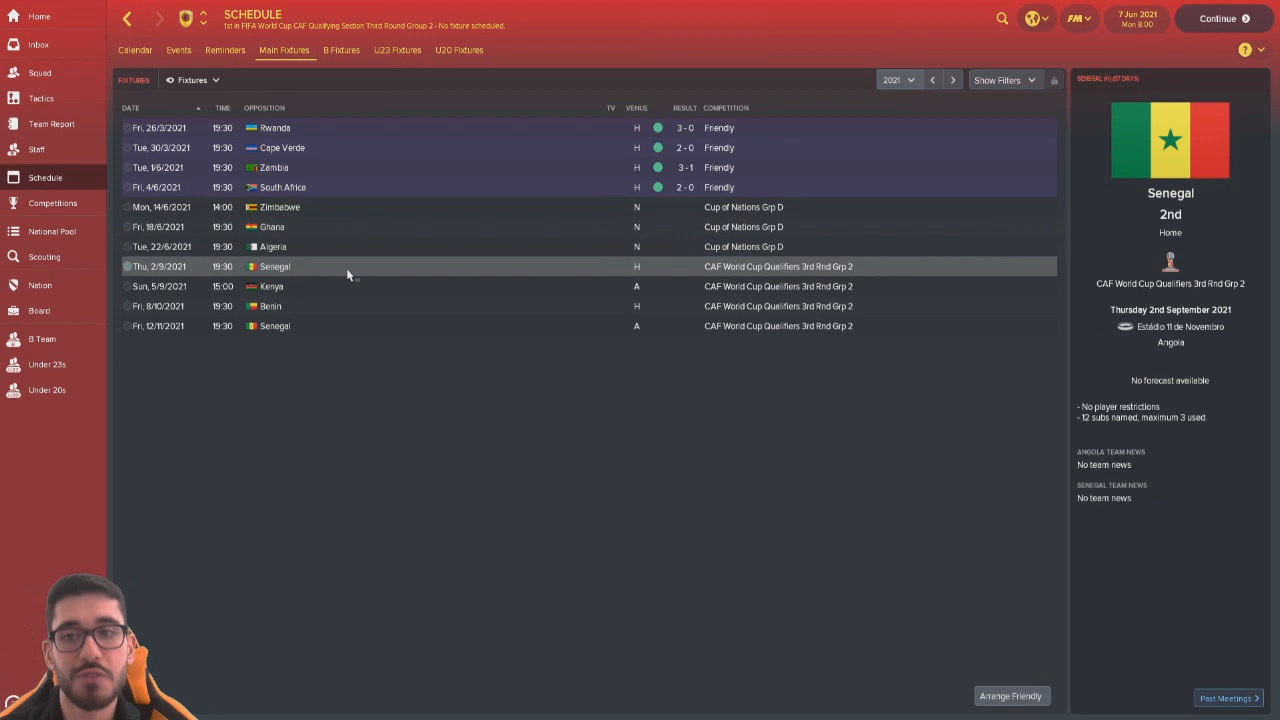 SCHEDULE
1st in FIFA World Cup CAF Qualifying Section Third Round Group 2 - No fixture scheduled.
FM
7 Jun 2021
Mon 8:00
Continue
Home
Inbox
Squad
Tactics
Team Report
Staff
Schedule
Competitions
National Pool
Scouting
Nation
Board
B Team
Under 23s
Under 20s
Calendar Events Reminders Main Fixtures B Fixtures U23 Fixtures U20 Fixtures
?
FIXTURES Fixtures 2021 Show Filters
DATE TIME OPPOSITION TV VENUE RESULT COMPETITION
Fri, 26/3/2021 19:30 Rwanda H 3 - 0 Friendly
Tue, 30/3/2021 19:30 Cape Verde H 2 - 0 Friendly
Tue, 1/6/2021 19:30 Zambia H 3 - 1 Friendly
Fri, 4/6/2021 19:30 South Africa H 2 - 0 Friendly
Mon, 14/6/2021 14:00 Zimbabwe N Cup of Nations Grp D
Fri, 18/6/2021 19:30 Ghana N Cup of Nations Grp D
Tue, 22/6/2021 19:30 Algeria N Cup of Nations Grp D
Thu, 2/9/2021 19:30 Senegal H CAF World Cup Qualifiers 3rd Rnd Grp 2
Sun, 5/9/2021 15:00 Kenya A CAF World Cup Qualifiers 3rd Rnd Grp 2
Fri, 8/10/2021 19:30 Benin H CAF World Cup Qualifiers 3rd Rnd Grp 2
Fri, 12/11/2021 19:30 Senegal A CAF World Cup Qualifiers 3rd Rnd Grp 2
Arrange Friendly
SENEGAL (H) (87 DAYS)
Senegal
2nd
Home
CAF World Cup Qualifiers 3rd Rnd Grp 2
Thursday 2nd September 2021
Estádio 11 de Novembro
Angola
No forecast available
- No player restrictions
- 12 subs named, maximum 3 used.
ANGOLA TEAM NEWS
No team news
SENEGAL TEAM NEWS
No team news
Past Meetings